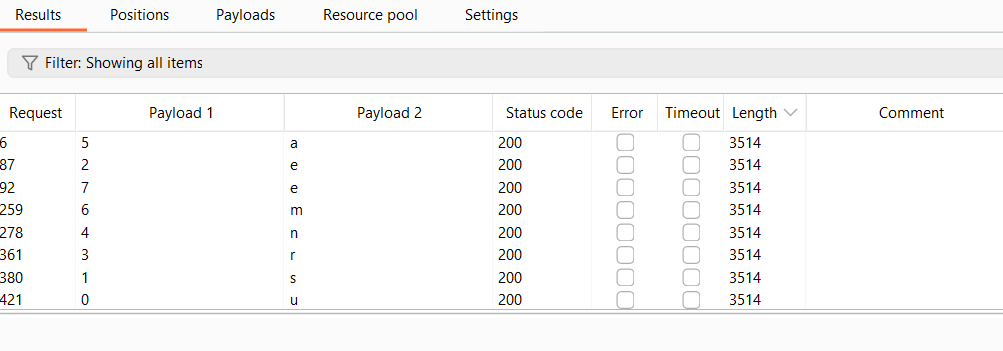 Results Positions Payloads Resource pool Settings
Filter: Showing all items
Request Payload 1 Payload 2 Status code Error Timeout Length Comment
6 5 a 200 3514
87 2 e 200 3514
92 7 e 200 3514
259 6 m 200 3514
278 4 n 200 3514
361 3 r 200 3514
380 1 s 200 3514
421 0 u 200 3514